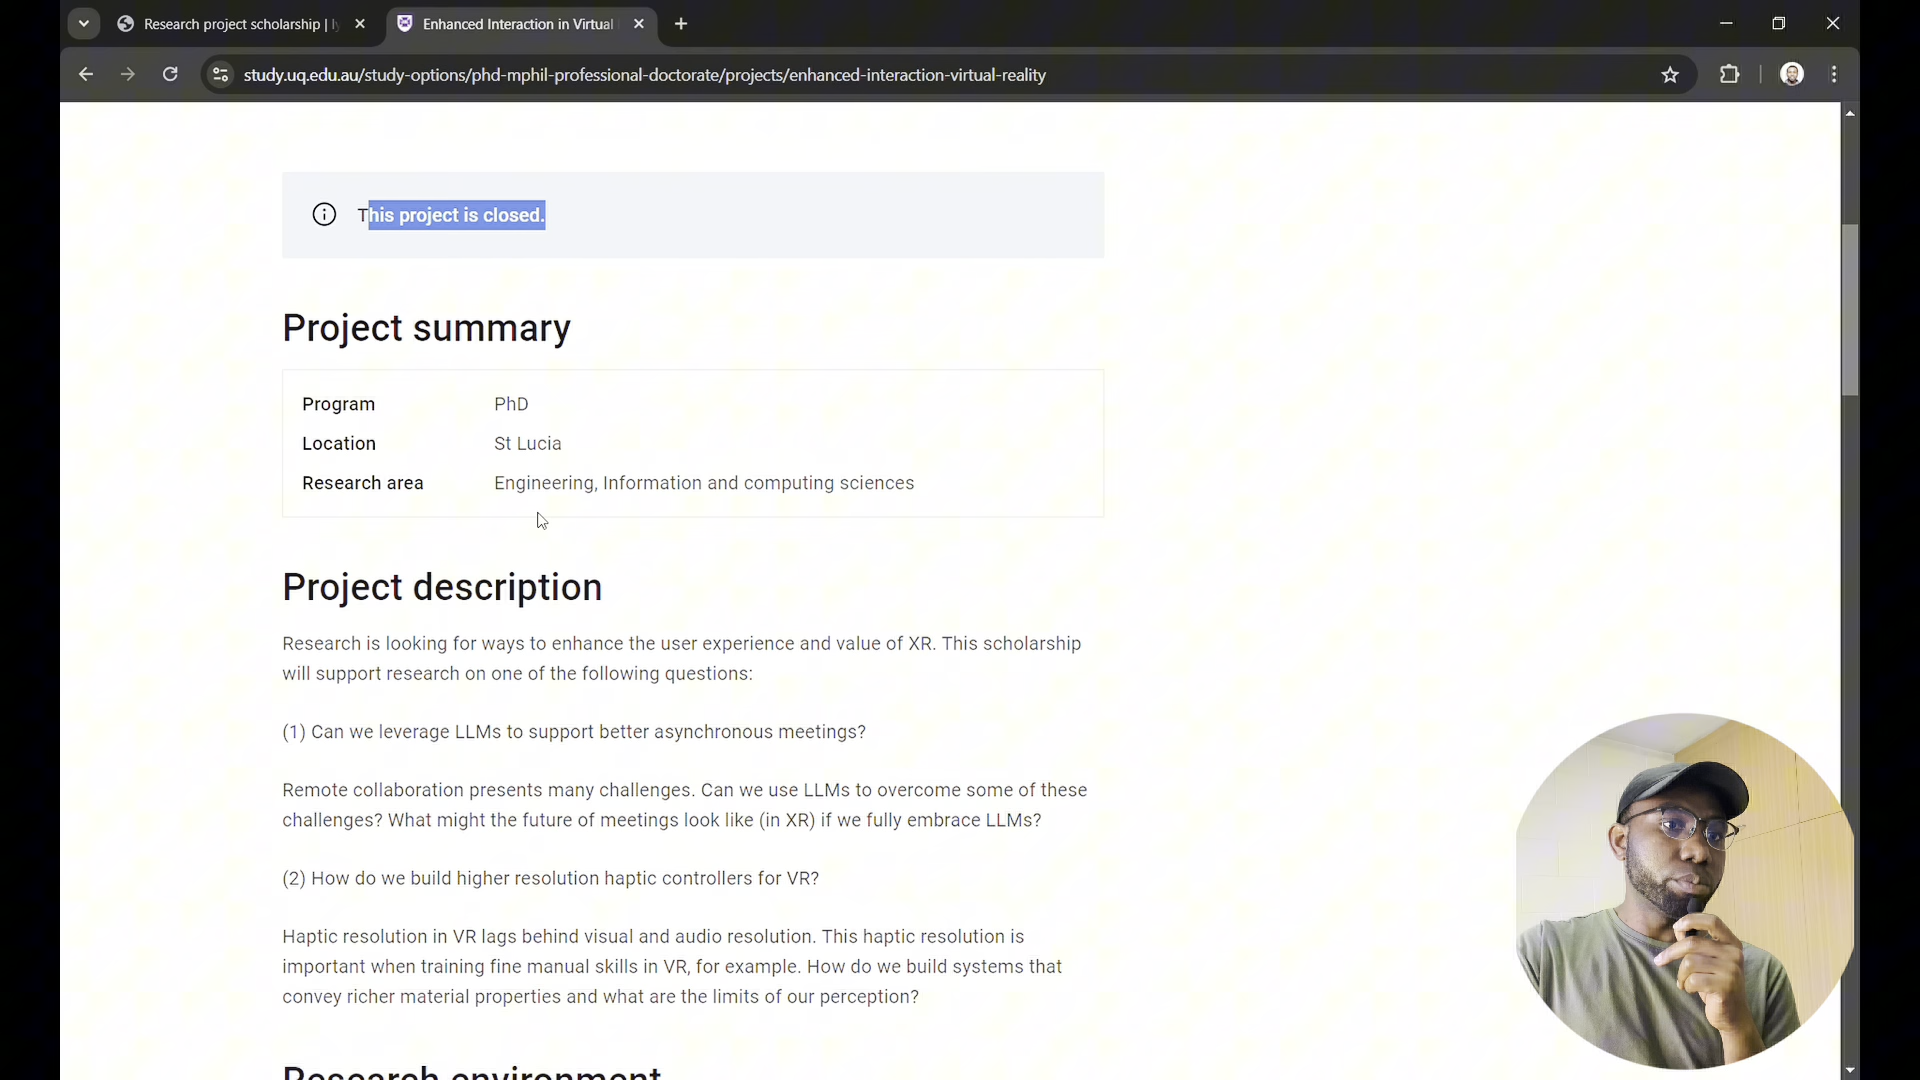 Research project scholarship |
Enhanced Interaction in Virtual
study.uq.edu.au/study-options/phd-mphil-professional-doctorate/projects/enhanced-interaction-virtual-reality
This project is closed.
Project summary
Program PhD
Location St Lucia
Research area Engineering, Information and computing sciences
Project description
Research is looking for ways to enhance the user experience and value of XR. This scholarship
will support research on one of the following questions:
(1) Can we leverage LLMs to support better asynchronous meetings?
Remote collaboration presents many challenges. Can we use LLMs to overcome some of these
challenges? What might the future of meetings look like (in XR) if we fully embrace LLMs?
(2) How do we build higher resolution haptic controllers for VR?
Haptic resolution in VR lags behind visual and audio resolution. This haptic resolution is
important when training fine manual skills in VR, for example. How do we build systems that
convey richer material properties and what are the limits of our perception?
Research environment